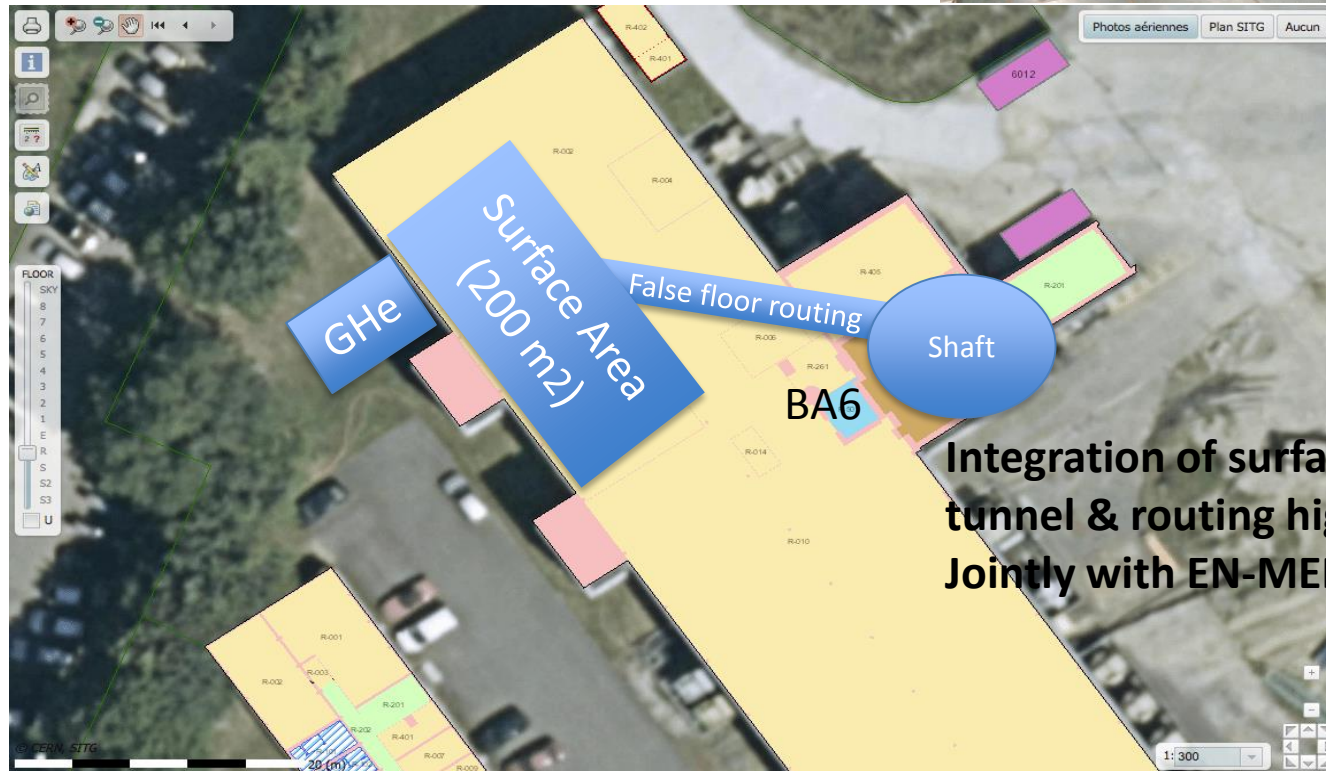 Photos aériennes
Plan SITG
Aucun
R-402
R-401
6012
R-002
R-004
Surface Area
(200 m2)
GHe
False floor routing
R-405
R-201
Shaft
R-006
R-261
BA6
R-014
R-010
Integration of surfa
tunnel & routing hig
Jointly with EN-ME
FLOOR
SKY
8
7
6
5
4
3
2
1
E
R
S
S2
S3
U
R-001
R-002
R-003
R-201
R-202
R-401
R-007
R-009
© CERN, SITG
20 (m)
1: 300